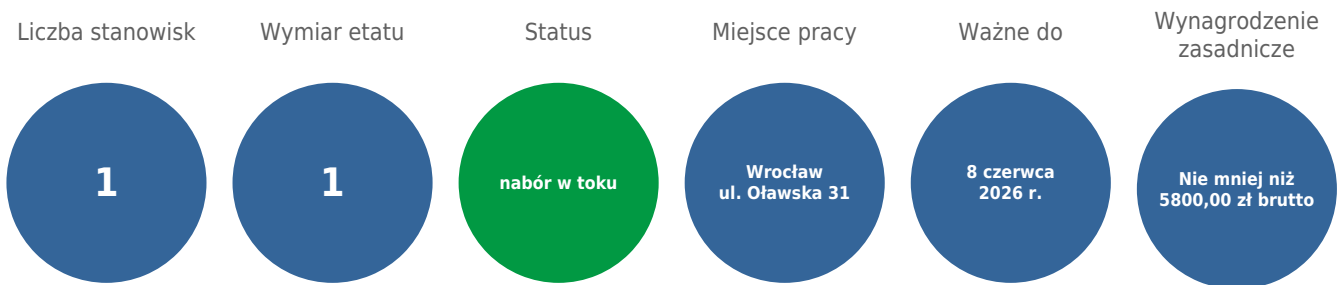 Liczba stanowisk
1
Wymiar etatu
1
Status
nabór w toku
Miejsce pracy
Wrocław
ul. Oławska 31
Ważne do
8 czerwca
2026 r.
Wynagrodzenie
zasadnicze
Nie mniej niż
5800,00 zł brutto